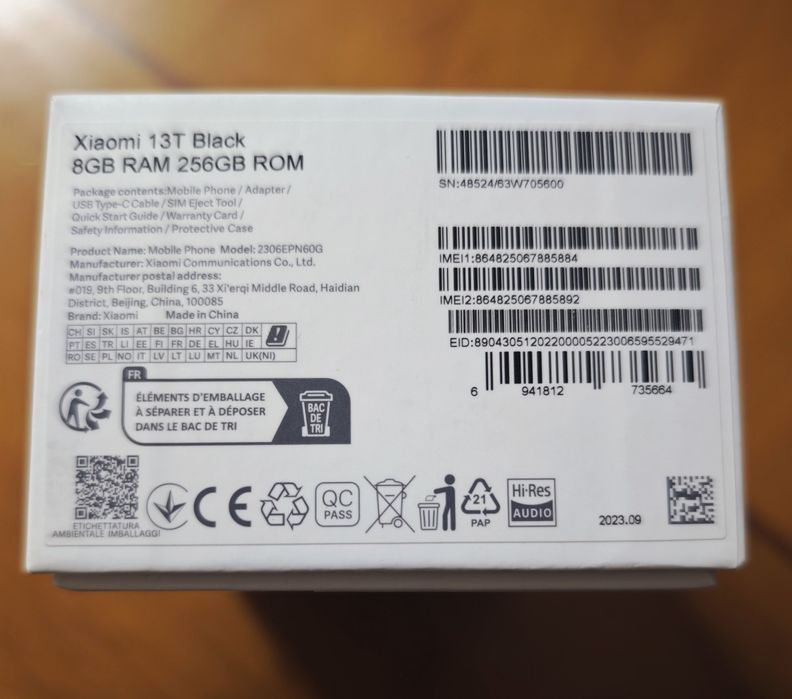 Xiaomi 13T Black
8GB RAM 256GB ROM
Package contents:Mobile Phone / Adapter /
USB Type-C Cable / SIM Eject Tool /
Quick Start Guide / Warranty Card /
Safety Information / Protective Case
Product Name: Mobile Phone Model: 2306EPN60G
Manufacturer: Xiaomi Communications Co., Ltd.
Manufacturer postal address:
#019, 9th Floor, Building 6, 33 Xi'erqi Middle Road, Haidian
District, Beijing, China, 100085
Brand: Xiaomi Made in China
CH SI SK IS AT BE BG HR CY CZ DK
PT ES TR LI EE FI FR DE EL HU IE
RO SE PL NO IT LV LT LU MT NL UK(NI)
FR
ÉLÉMENTS D'EMBALLAGE
À SÉPARER ET À DÉPOSER
DANS LE BAC DE TRI
BAC
DE
TRI
ETICHETTATURA
AMBIENTALE IMBALLAGGI
CE
QC
PASS
21
PAP
Hi-Res
AUDIO
SN:48524/63W705600
IMEI1:864825067885884
IMEI2:864825067885892
EID:89043051202200005223006595529471
6 941812 735664
2023.09